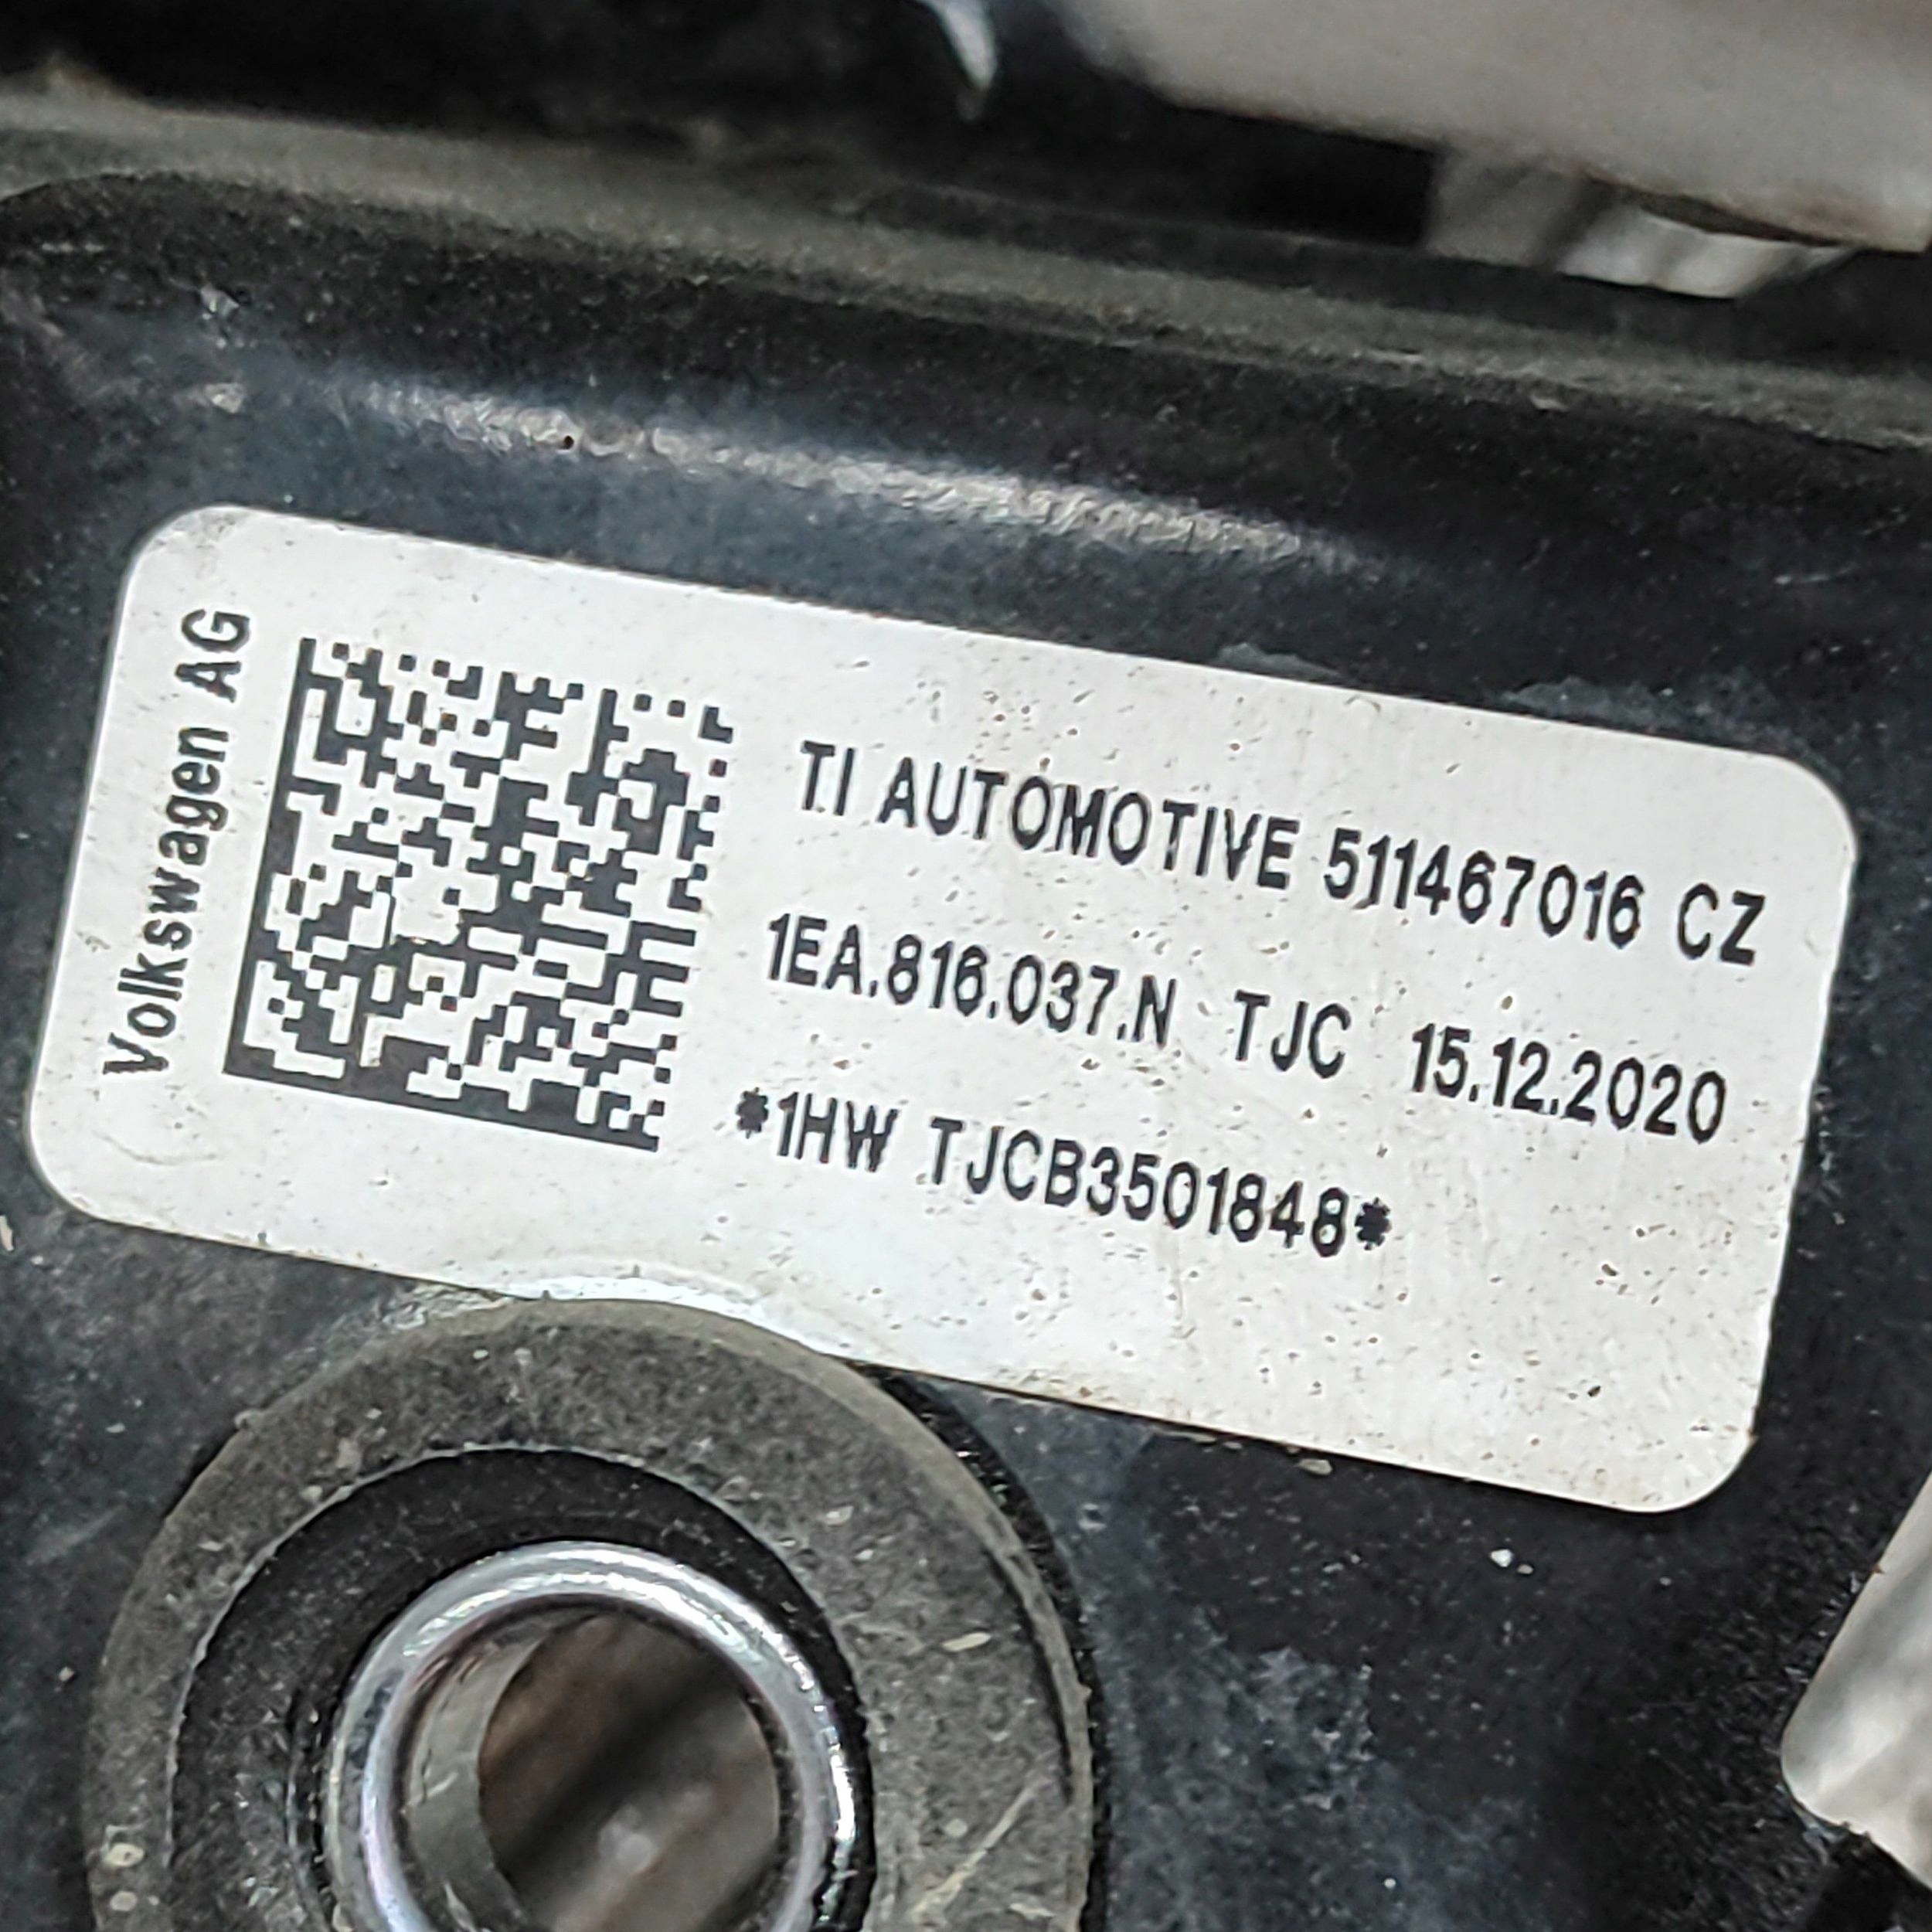 Volkswagen AG
TI AUTOMOTIVE 511467016 CZ
1EA.816.037.N TJC 15.12.2020
*1HW TJCB3501848*